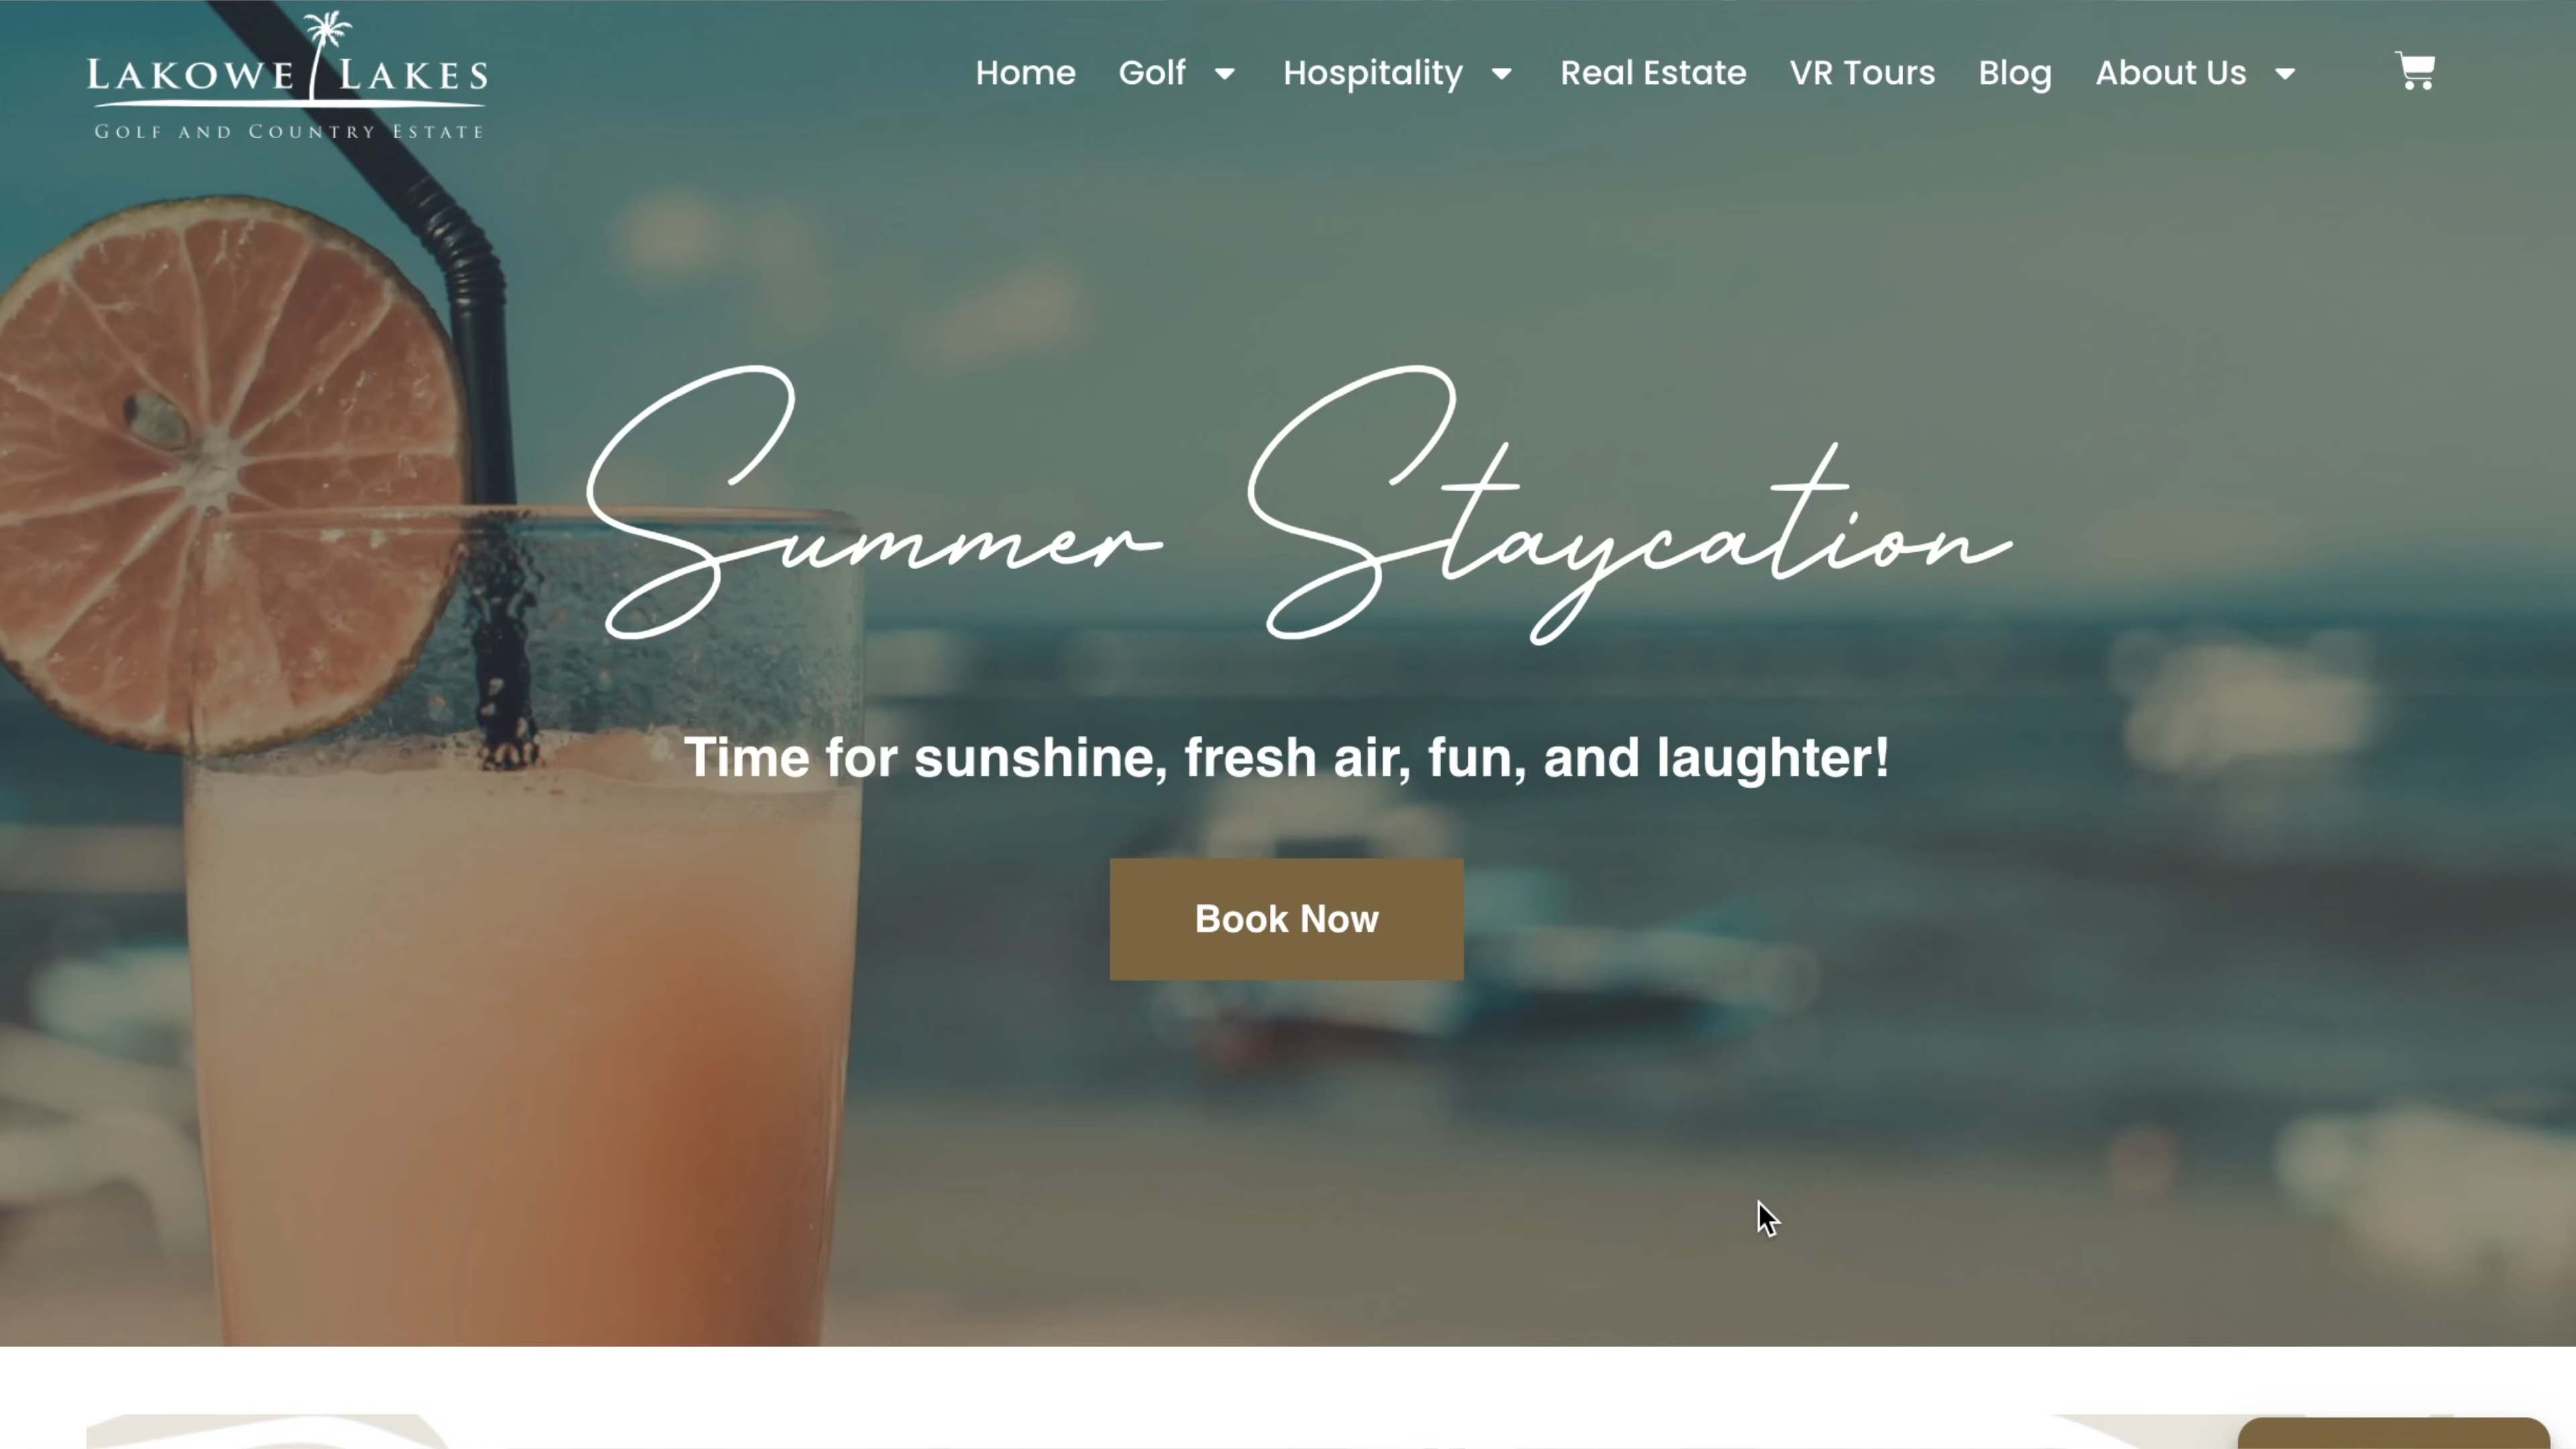 LAKOWE LAKES
GOLF AND COUNTRY ESTATE
Home Golf Hospitality Real Estate VR Tours Blog About Us
Summer Staycation
Time for sunshine, fresh air, fun, and laughter!
Book Now